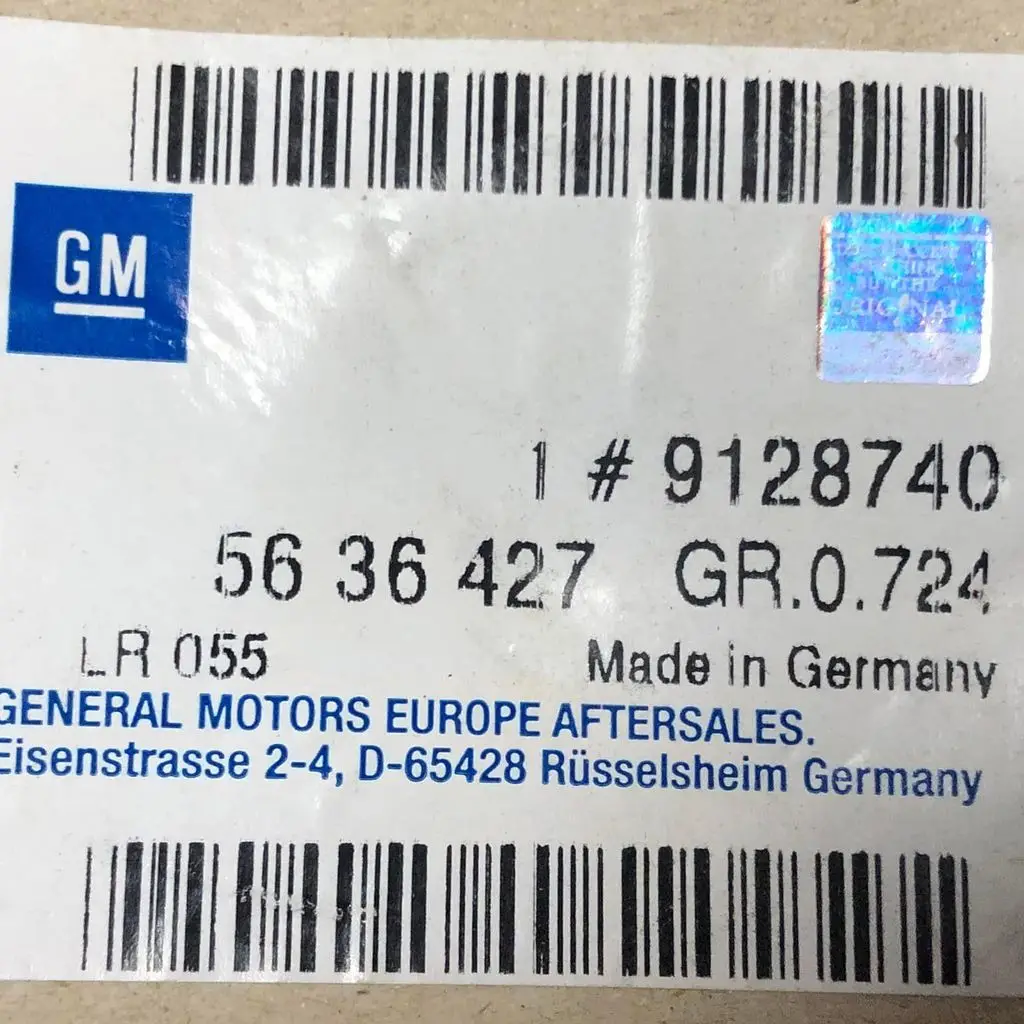 GM
ORIGINAL
1 # 9128740
56 36 427 GR.0.724
LR 055
Made in Germany
GENERAL MOTORS EUROPE AFTERSALES.
Eisenstrasse 2-4, D-65428 Rüsselsheim Germany